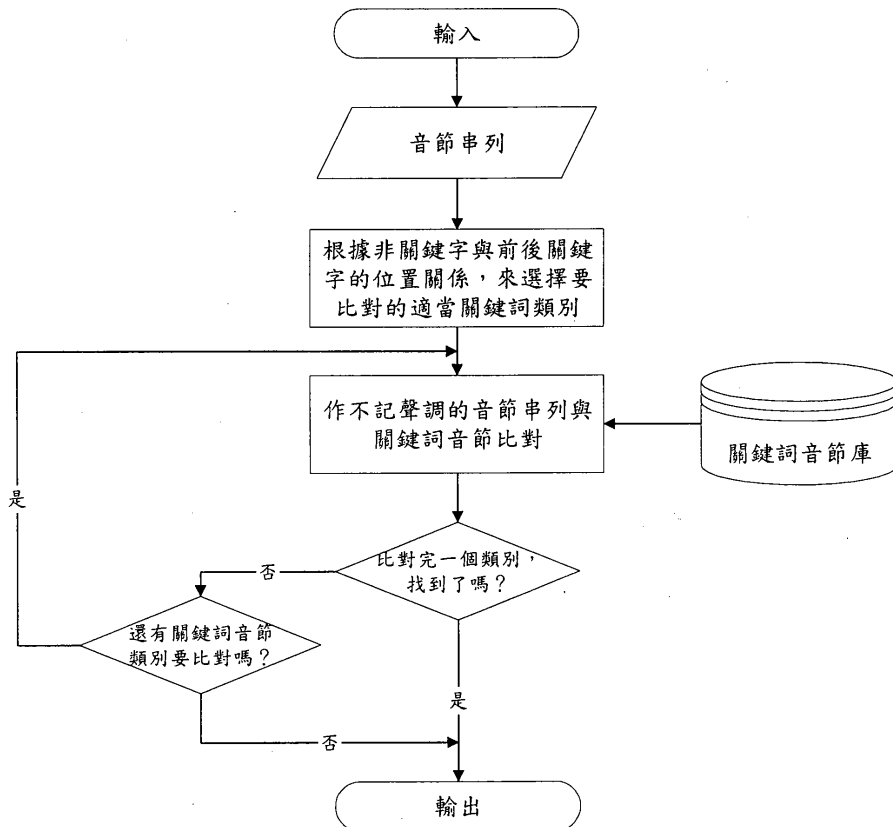 輸入
音節串列
根據非關鍵字與前後關鍵
字的位置關係，來選擇要
比對的適當關鍵詞類別
作不記聲調的音節串列與
關鍵詞音節比對
關鍵詞音節庫
是
比對完一個類別，
找到了嗎？
否
還有關鍵詞音節
類別要比對嗎？
是
否
輸出